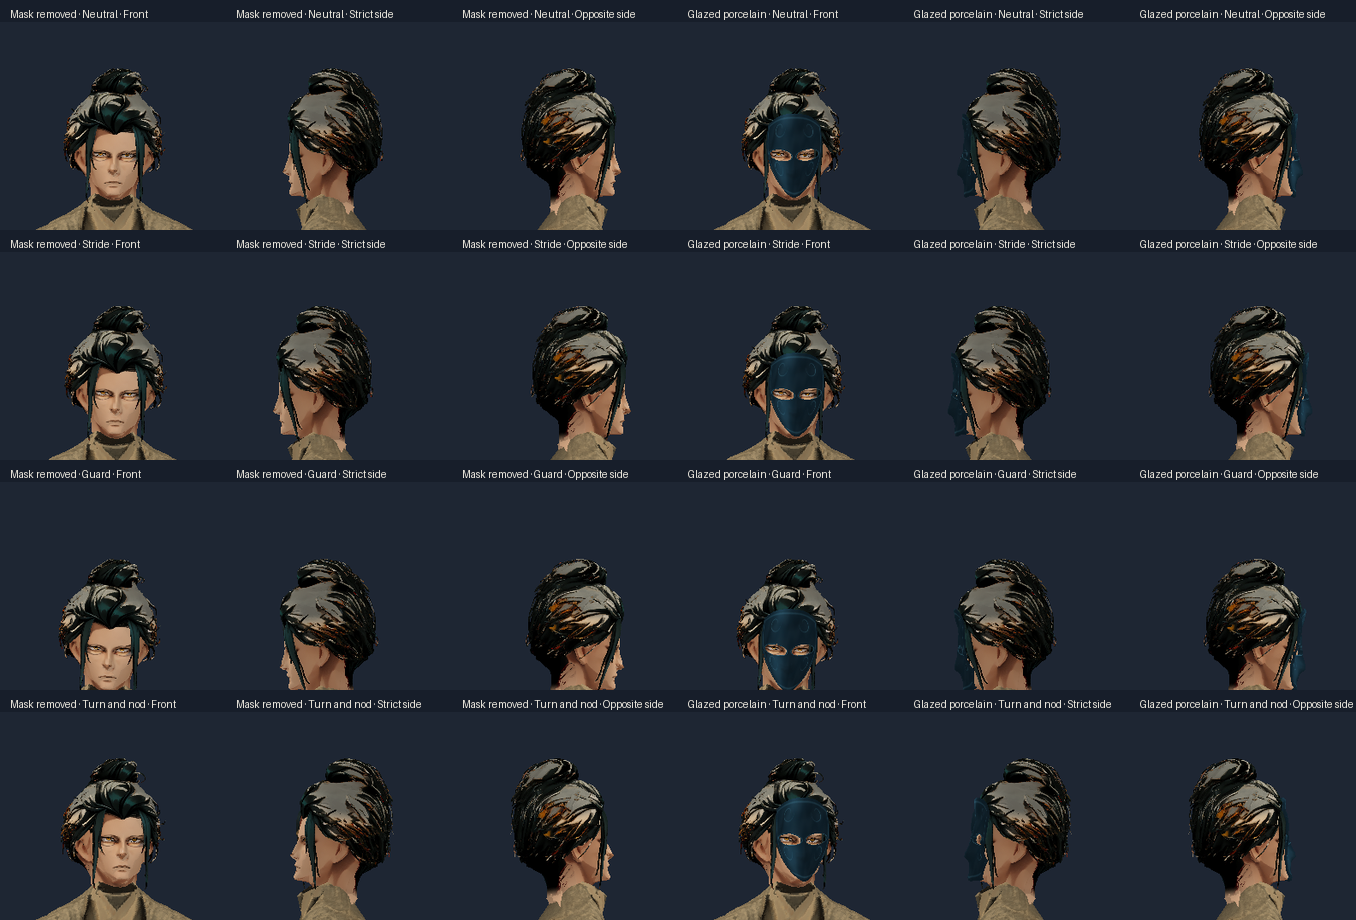 Mask removed · Neutral · Front
Mask removed · Neutral · Strict side
Mask removed · Neutral · Opposite side
Glazed porcelain · Neutral · Front
Glazed porcelain · Neutral · Strict side
Glazed porcelain · Neutral · Opposite side
Mask removed · Stride · Front
Mask removed · Stride · Strict side
Mask removed · Stride · Opposite side
Glazed porcelain · Stride · Front
Glazed porcelain · Stride · Strict side
Glazed porcelain · Stride · Opposite side
Mask removed · Guard · Front
Mask removed · Guard · Strict side
Mask removed · Guard · Opposite side
Glazed porcelain · Guard · Front
Glazed porcelain · Guard · Strict side
Glazed porcelain · Guard · Opposite side
Mask removed · Turn and nod · Front
Mask removed · Turn and nod · Strict side
Mask removed · Turn and nod · Opposite side
Glazed porcelain · Turn and nod · Front
Glazed porcelain · Turn and nod · Strict side
Glazed porcelain · Turn and nod · Opposite side